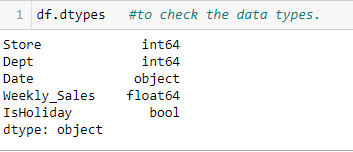 1 df.dtypes #to check the data types.
Store int64
Dept int64
Date object
Weekly_Sales float64
IsHoliday bool
dtype: object